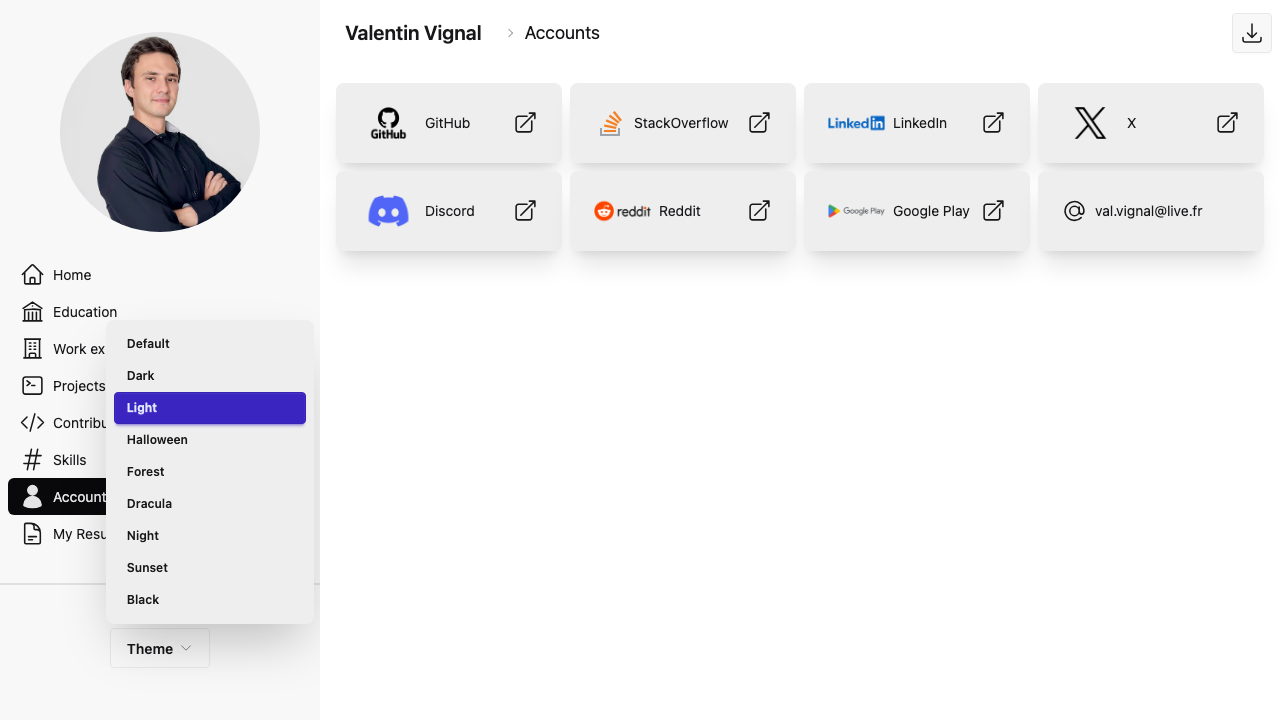 Valentin Vignal
Accounts
GitHub
GitHub
StackOverflow
Linked in
LinkedIn
X
Discord
reddit
Reddit
Google Play
Google Play
val.vignal@live.fr
Home
Education
Work ex
Projects
Contribu
Skills
Account
My Resu
Default
Dark
Light
Halloween
Forest
Dracula
Night
Sunset
Black
Theme